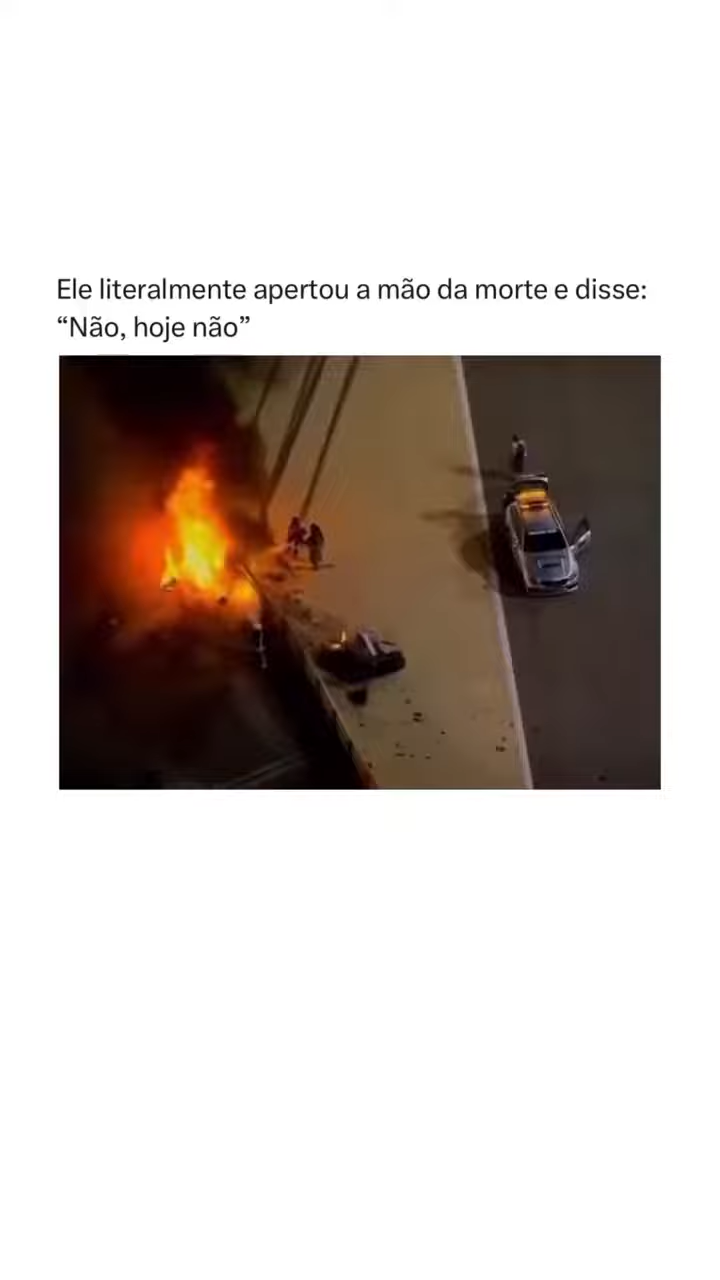 Ele literalmente apertou a mão da morte e disse:
“Não, hoje não”